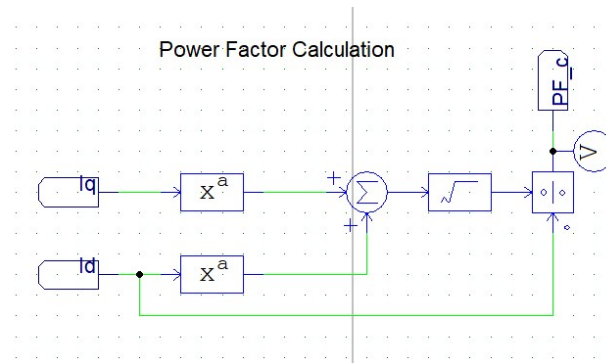 Power Factor Calculation
PF_c
V
Iq
x^a
+
Σ
√
÷
+
Id
x^a